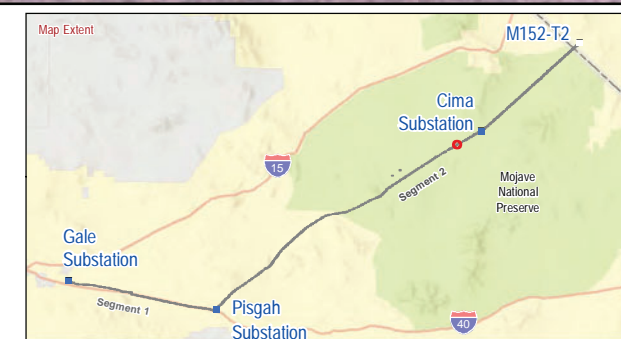 Map Extent
M152-T2
Cima
Substation
15
Segment 2
Mojave
National
Preserve
Gale
Substation
Segment 1
Pisgah
Substation
40